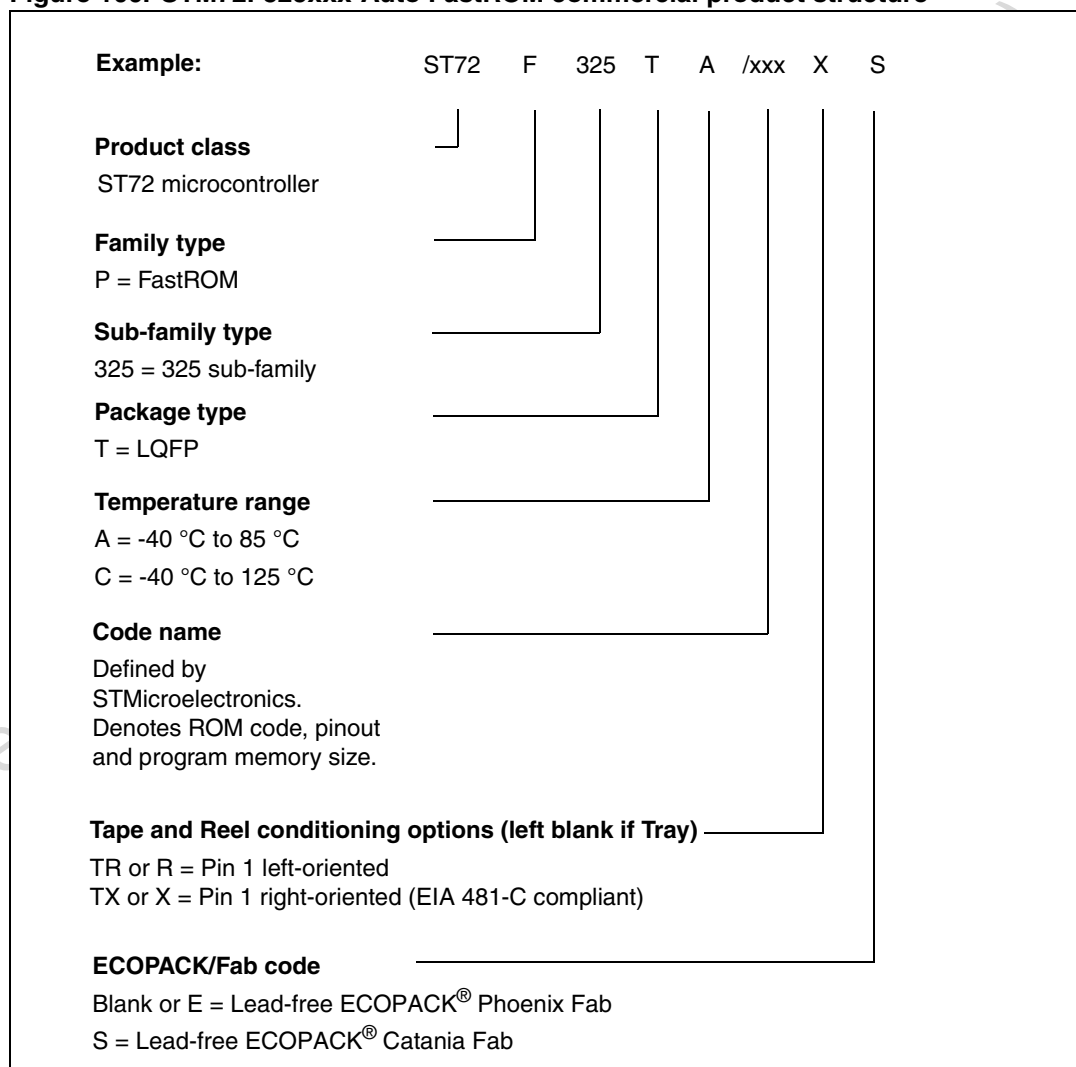 Example: ST72 F 325 T A /xxx X S
Product class
ST72 microcontroller
Family type
P = FastROM
Sub-family type
325 = 325 sub-family
Package type
T = LQFP
Temperature range
A = -40 °C to 85 °C
C = -40 °C to 125 °C
Code name
Defined by
STMicroelectronics.
Denotes ROM code, pinout
and program memory size.
Tape and Reel conditioning options (left blank if Tray)
TR or R = Pin 1 left-oriented
TX or X = Pin 1 right-oriented (EIA 481-C compliant)
ECOPACK/Fab code
Blank or E = Lead-free ECOPACK® Phoenix Fab
S = Lead-free ECOPACK® Catania Fab